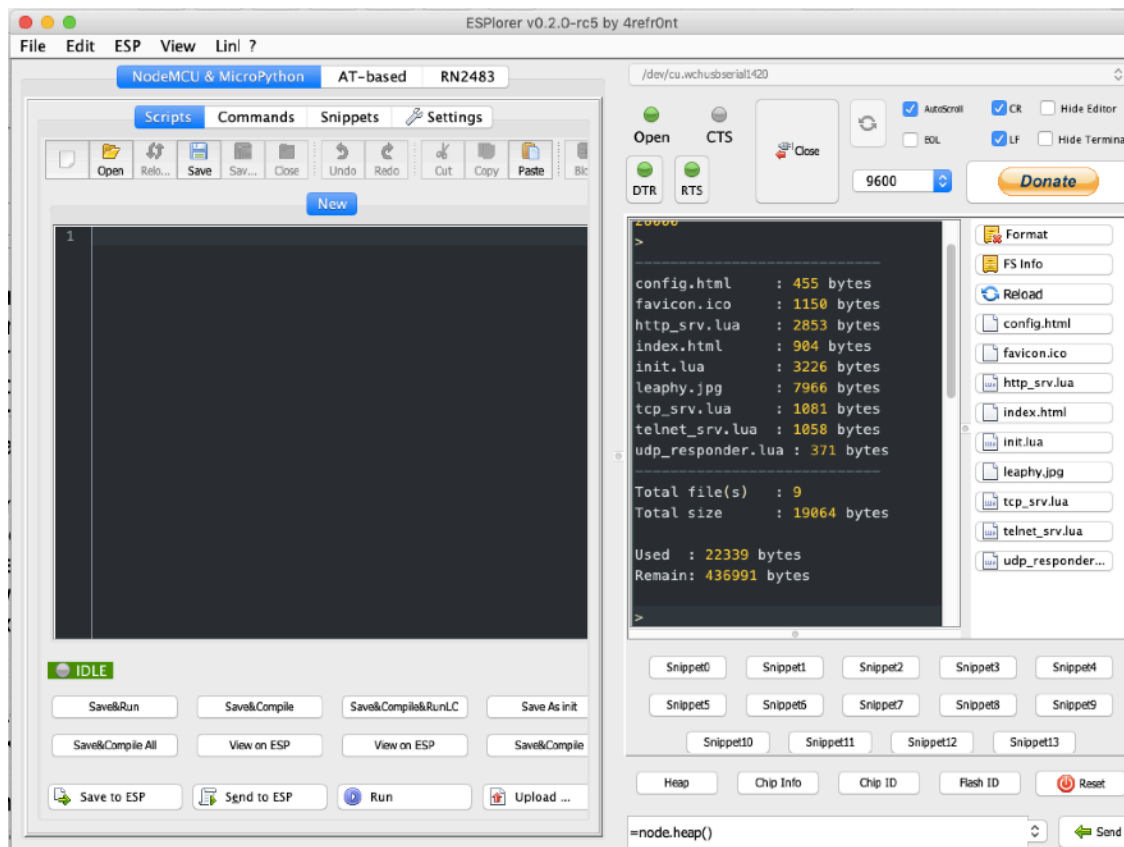 ESPlorer v0.2.0-rc5 by 4refr0nt
File Edit ESP View Linl ?
NodeMCU & MicroPython AT-based RN2483
Scripts Commands Snippets Settings
Open Relo... Save Sav... Close Undo Redo Cut Copy Paste Blo
New
1
IDLE
Save&Run Save&Compile Save&Compile&RunLC Save As init
Save&Compile All View on ESP View on ESP Save&Compile
Save to ESP Send to ESP Run Upload ...
/dev/cu.wchusbserial1420
Open CTS Close AutoScroll CR Hide Editor
EOL LF Hide Termina
DTR RTS 9600 Donate
>
config.html : 455 bytes
favicon.ico : 1150 bytes
http_srv.lua : 2853 bytes
index.html : 904 bytes
init.lua : 3226 bytes
leaphy.jpg : 7966 bytes
tcp_srv.lua : 1081 bytes
telnet_srv.lua : 1058 bytes
udp_responder.lua : 371 bytes
Total file(s) : 9
Total size : 19064 bytes
Used : 22339 bytes
Remain: 436991 bytes
>
Format
FS Info
Reload
config.html
favicon.ico
http_srv.lua
index.html
init.lua
leaphy.jpg
tcp_srv.lua
telnet_srv.lua
udp_responder...
Snippet0 Snippet1 Snippet2 Snippet3 Snippet4
Snippet5 Snippet6 Snippet7 Snippet8 Snippet9
Snippet10 Snippet11 Snippet12 Snippet13
Heap Chip Info Chip ID Flash ID Reset
=node.heap() Send